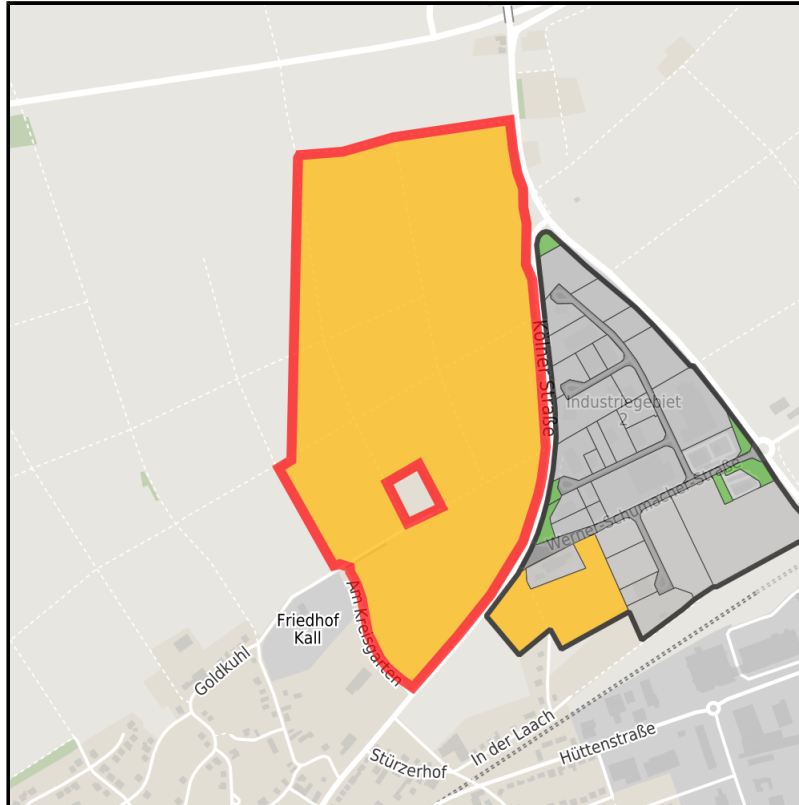 Kölner Straße
Industriegebiet
2
Werner-Schumacher-Straße
Am Kreisgarten
Friedhof
Kall
Goldkuhl
In der Laach
Hüttenstraße
Stürzerhof